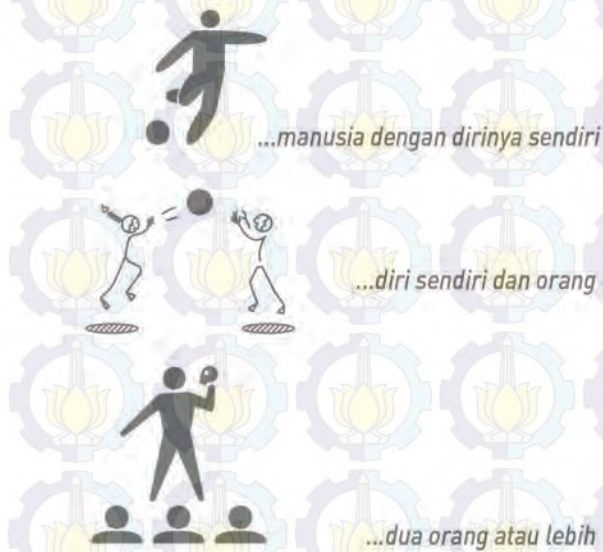 ...manusia dengan dirinya sendiri
...diri sendiri dan orang
...dua orang atau lebih